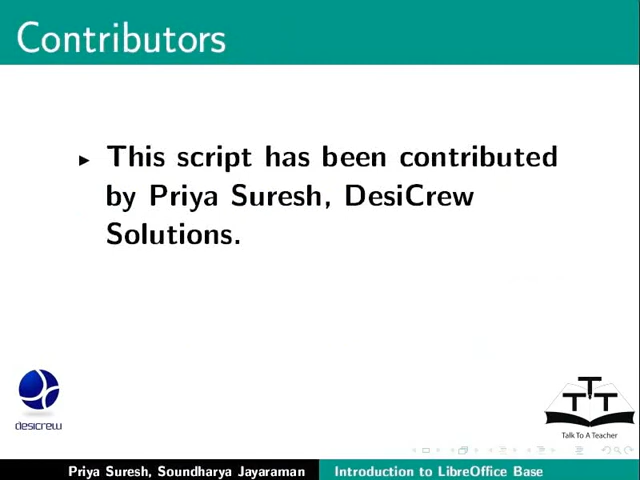 Contributors
This script has been contributed
by Priya Suresh, DesiCrew
Solutions.
desicrew
T T T
Talk To A Teacher
Priya Suresh, Soundharya Jayaraman
Introduction to LibreOffice Base